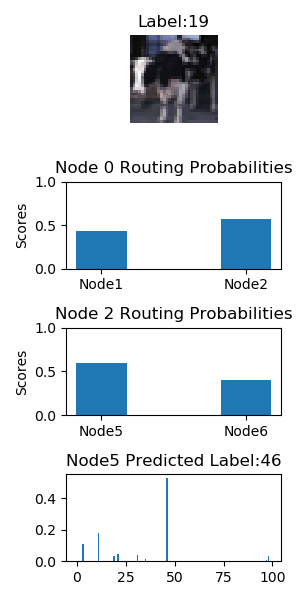 Label:19
Node 0 Routing Probabilities
1.0
0.5
0.0
Scores
Node1 Node2
Node 2 Routing Probabilities
1.0
0.5
0.0
Scores
Node5 Node6
Node5 Predicted Label:46
0.4
0.2
0.0
0 25 50 75 100